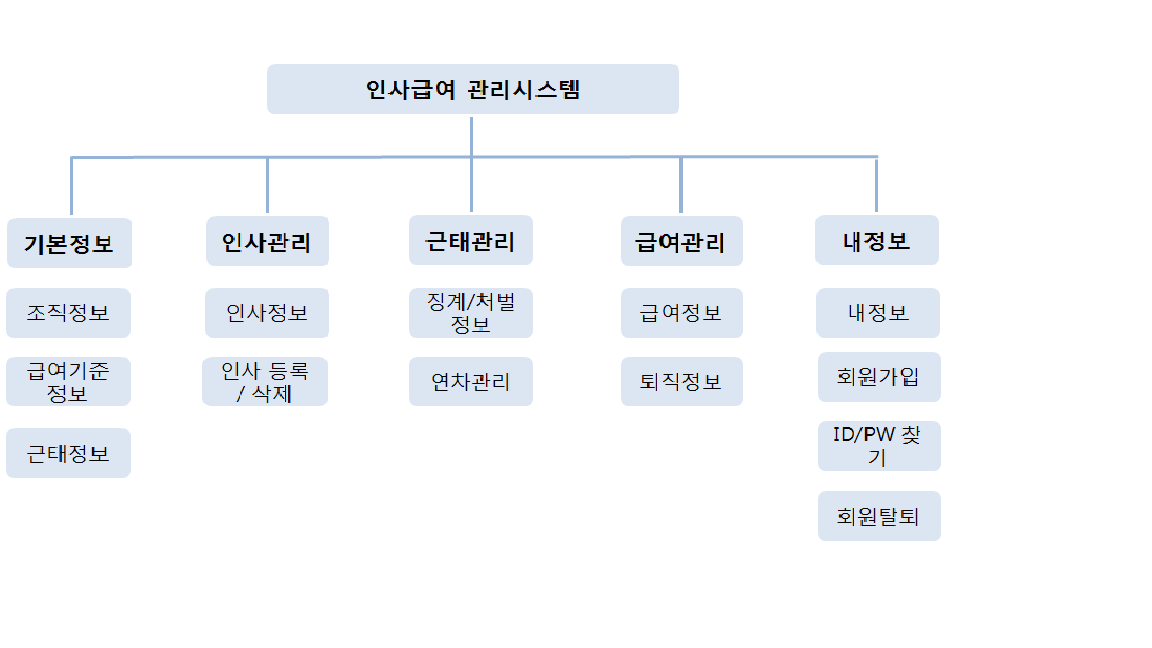 인사급여 관리시스템
기본정보
인사관리
근태관리
급여관리
내정보
조직정보
인사정보
징계/처벌
정보
급여정보
내정보
급여기준
정보
인사 등록
/ 삭제
연차관리
퇴직정보
회원가입
근태정보
ID/PW 찾
기
회원탈퇴